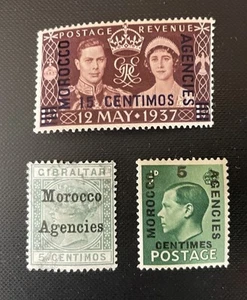 POSTAGE REVENUE
MOROCCO AGENCIES
15 CENTIMOS
12 MAY 1937
GIBRALTAR
Morocco
Agencies
5 CENTIMOS
5
MOROCCO AGENCIES
CENTIMES
POSTAGE